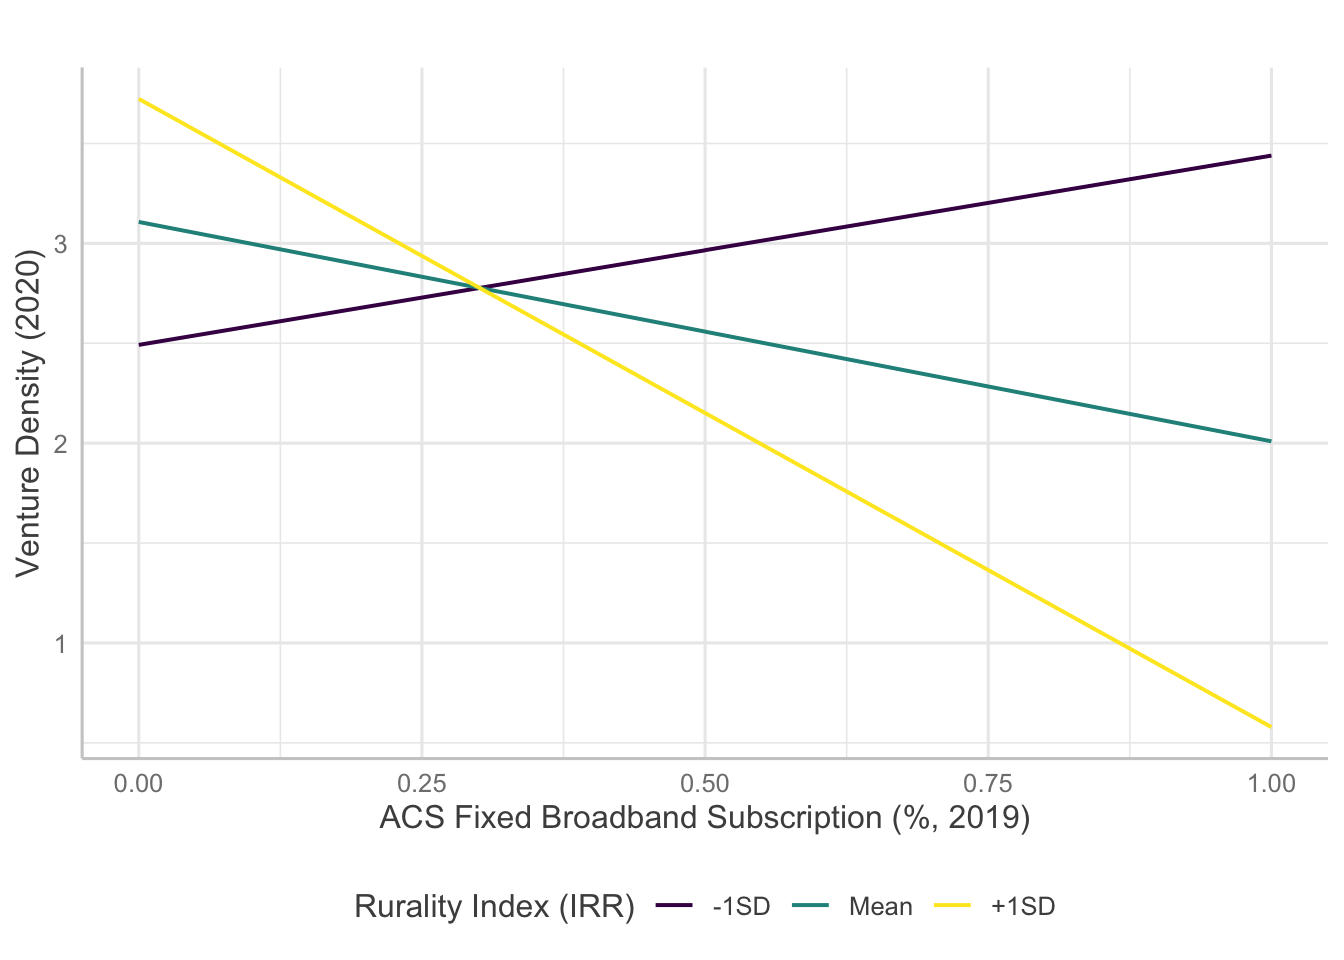 Venture Density (2020)
3
2
1
0.00 0.25 0.50 0.75 1.00
ACS Fixed Broadband Subscription (%, 2019)
Rurality Index (IRR) -1SD Mean +1SD